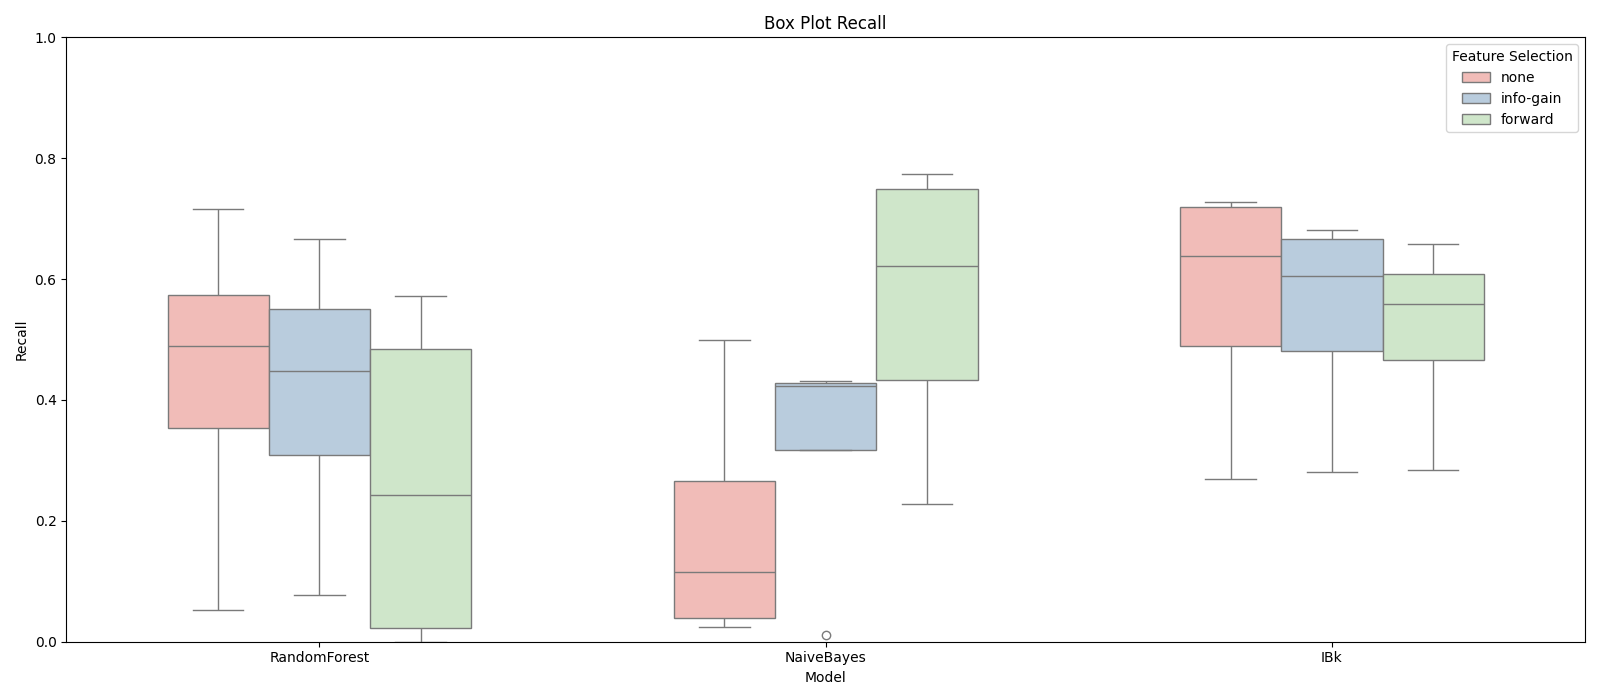 Box Plot Recall
Feature Selection
none
info-gain
forward
Recall
1.0
0.8
0.6
0.4
0.2
0.0
RandomForest
NaiveBayes
IBk
Model